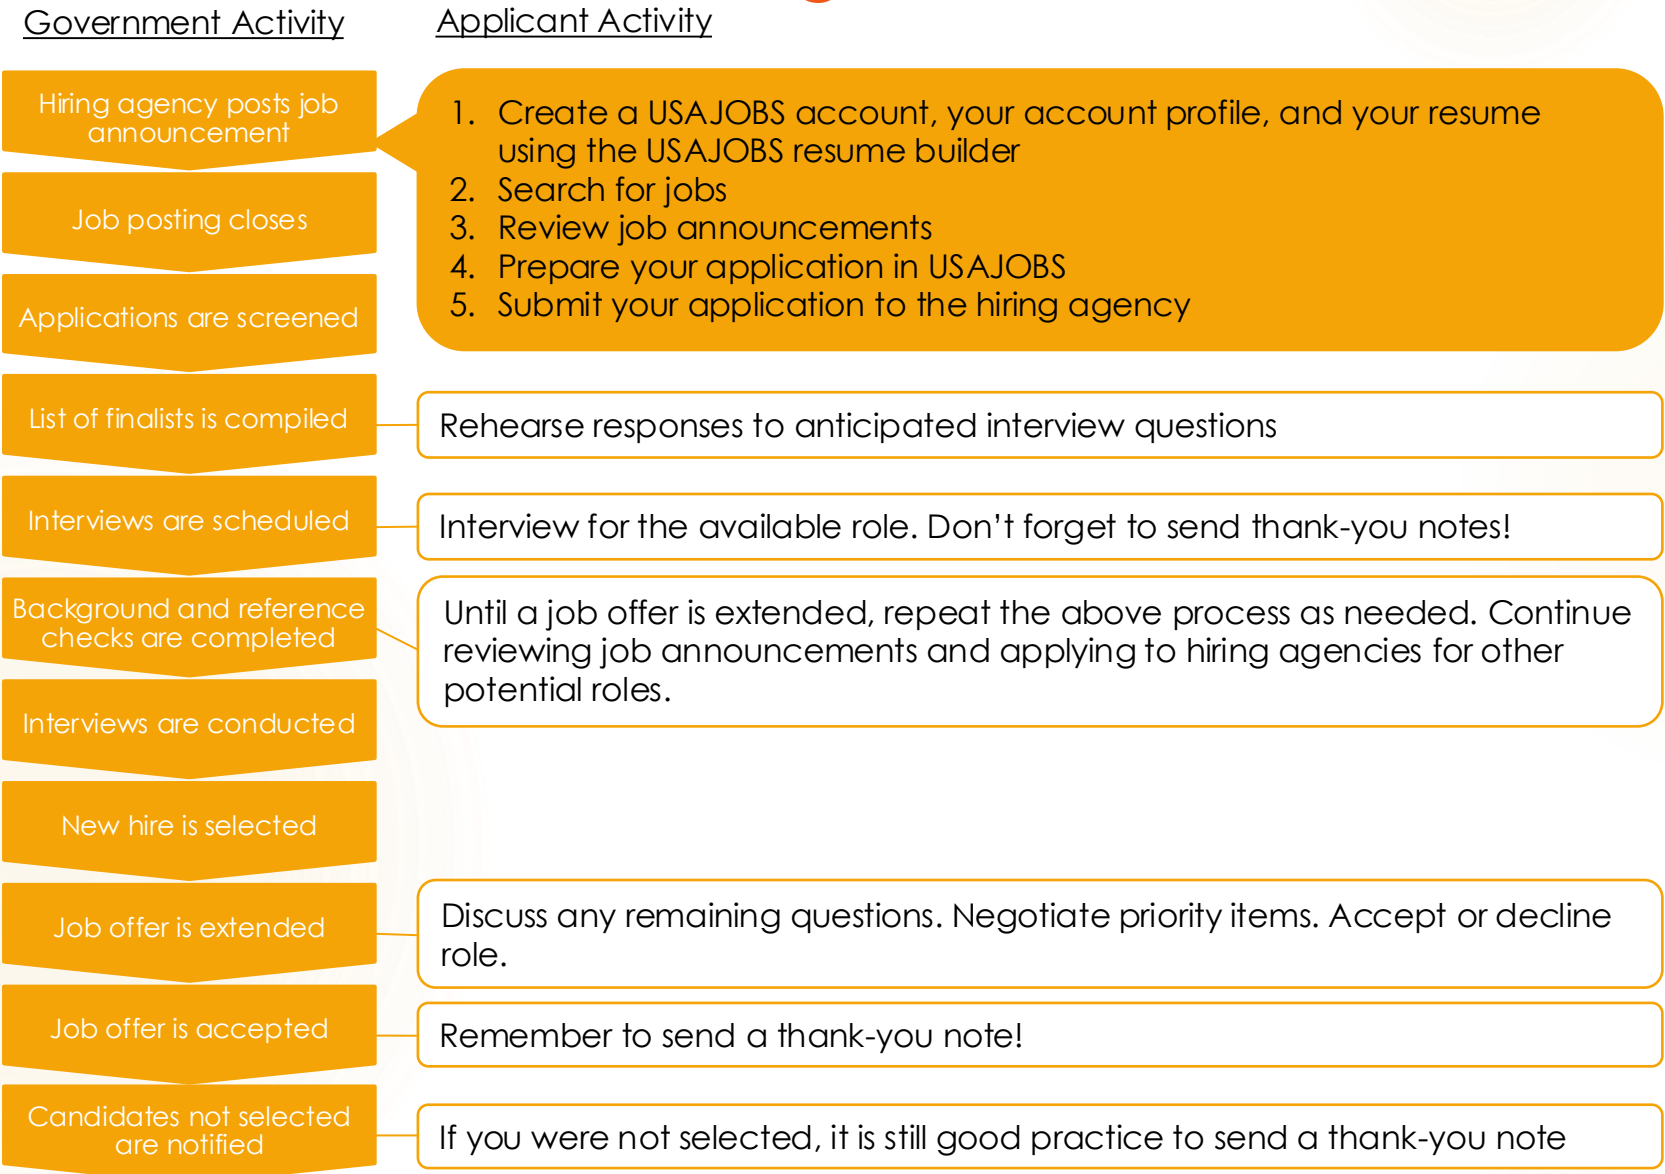 Government Activity
Applicant Activity
Hiring agency posts job
announcement
1. Create a USAJOBS account, your account profile, and your resume
using the USAJOBS resume builder
2. Search for jobs
3. Review job announcements
4. Prepare your application in USAJOBS
5. Submit your application to the hiring agency
Job posting closes
Applications are screened
List of finalists is compiled
Rehearse responses to anticipated interview questions
Interviews are scheduled
Interview for the available role. Don’t forget to send thank-you notes!
Background and reference
checks are completed
Until a job offer is extended, repeat the above process as needed. Continue
reviewing job announcements and applying to hiring agencies for other
potential roles.
Interviews are conducted
New hire is selected
Job offer is extended
Discuss any remaining questions. Negotiate priority items. Accept or decline
role.
Job offer is accepted
Remember to send a thank-you note!
Candidates not selected
are notified
If you were not selected, it is still good practice to send a thank-you note